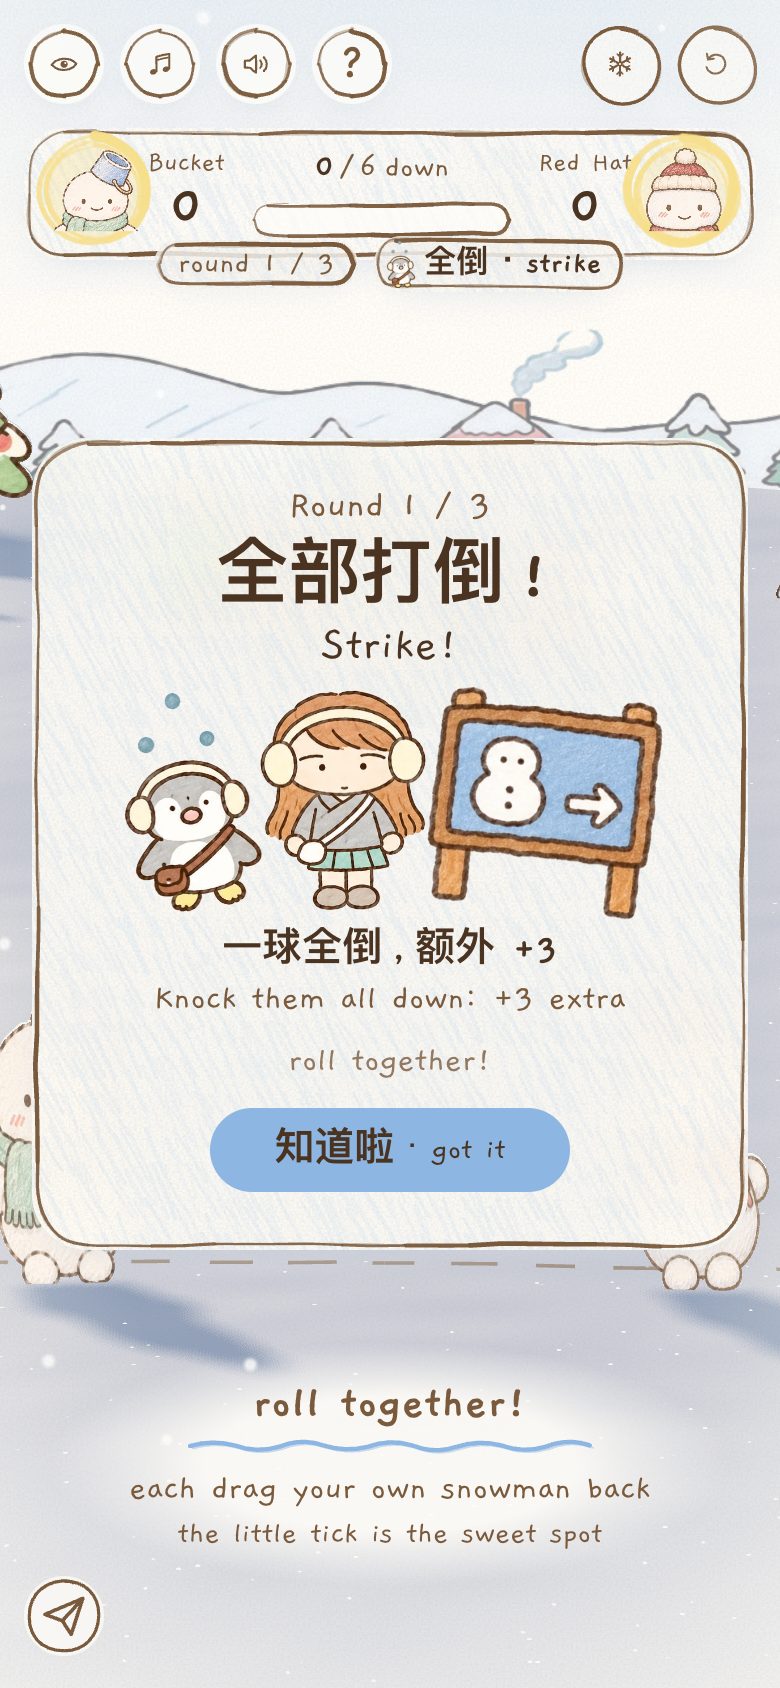 ?
Bucket
0 / 6 down
Red Hat
0
0
round 1 / 3
全倒 · strike
Round 1 / 3
全部打倒！
Strike!
一球全倒，额外 +3
Knock them all down: +3 extra
roll together!
知道啦 · got it
roll together!
each drag your own snowman back
the little tick is the sweet spot